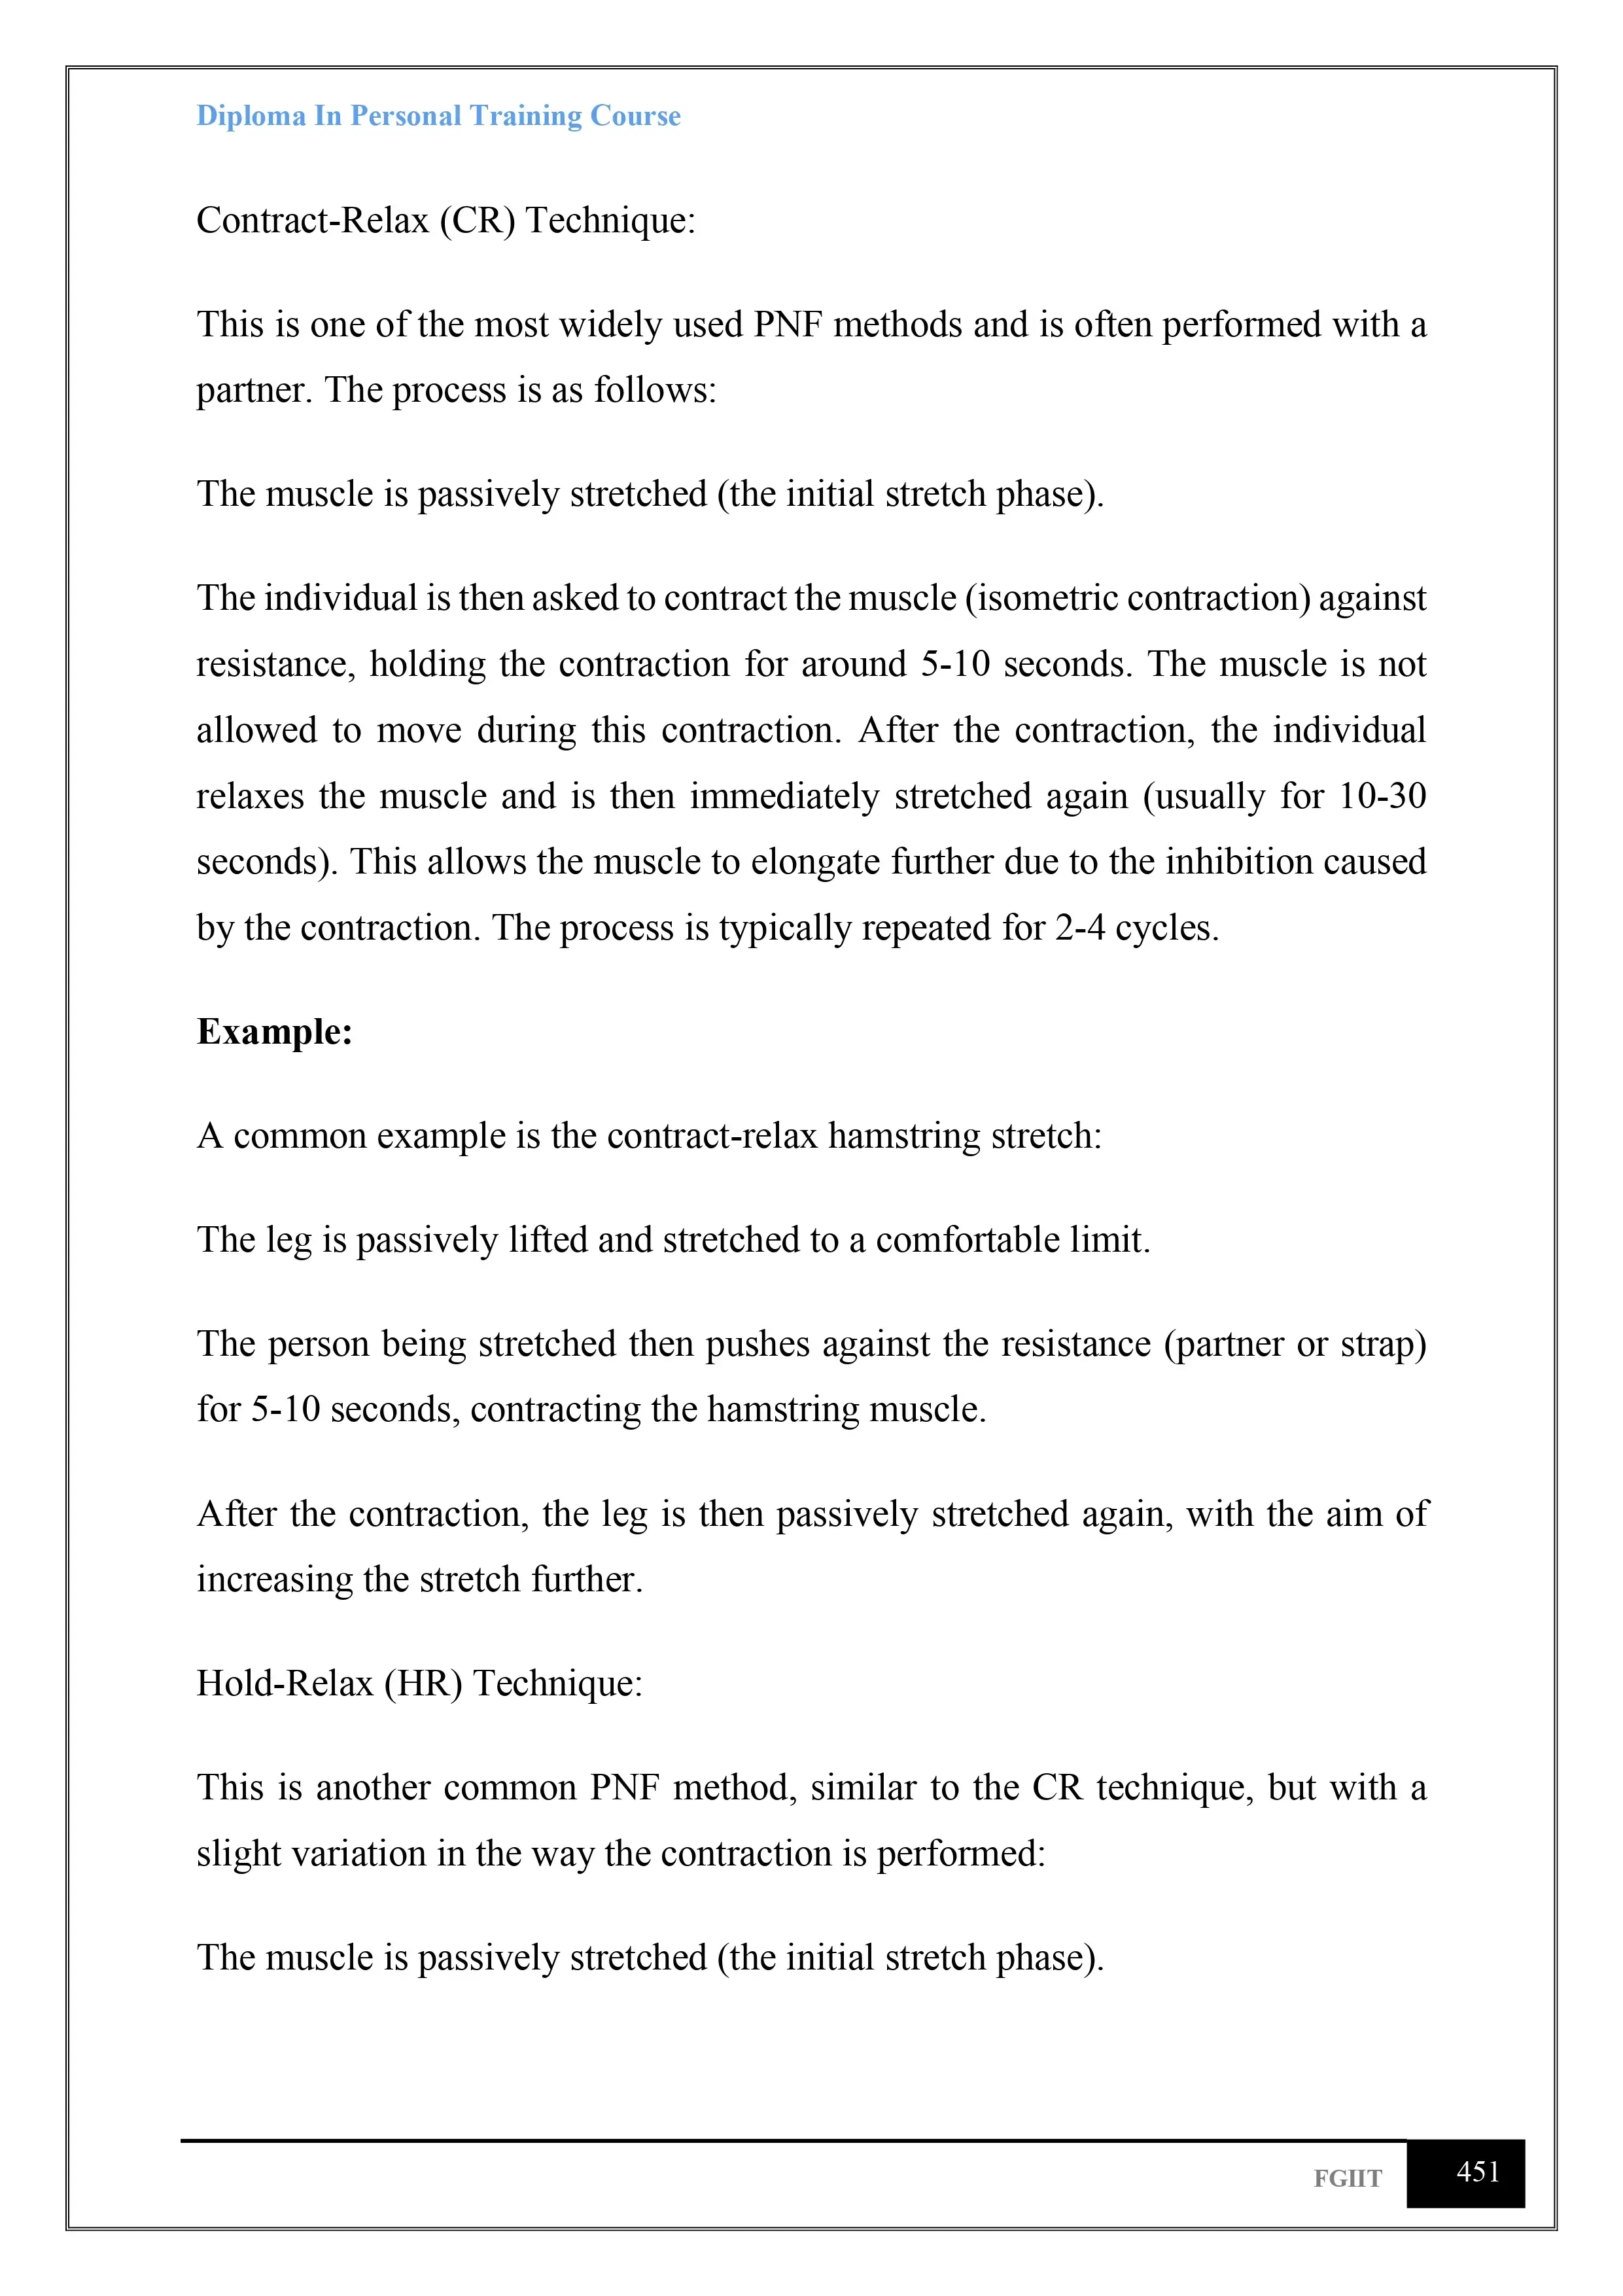 Diploma In Personal Training Course
Contract-Relax (CR) Technique:
This is one of the most widely used PNF methods and is often performed with a
partner. The process is as follows:
The muscle is passively stretched (the initial stretch phase).
The individual is then asked to contract the muscle (isometric contraction) against
resistance, holding the contraction for around 5-10 seconds. The muscle is not
allowed to move during this contraction. After the contraction, the individual
relaxes the muscle and is then immediately stretched again (usually for 10-30
seconds). This allows the muscle to elongate further due to the inhibition caused
by the contraction. The process is typically repeated for 2-4 cycles.
Example:
A common example is the contract-relax hamstring stretch:
The leg is passively lifted and stretched to a comfortable limit.
The person being stretched then pushes against the resistance (partner or strap)
for 5-10 seconds, contracting the hamstring muscle.
After the contraction, the leg is then passively stretched again, with the aim of
increasing the stretch further.
Hold-Relax (HR) Technique:
This is another common PNF method, similar to the CR technique, but with a
slight variation in the way the contraction is performed:
The muscle is passively stretched (the initial stretch phase).
FGIIT 451